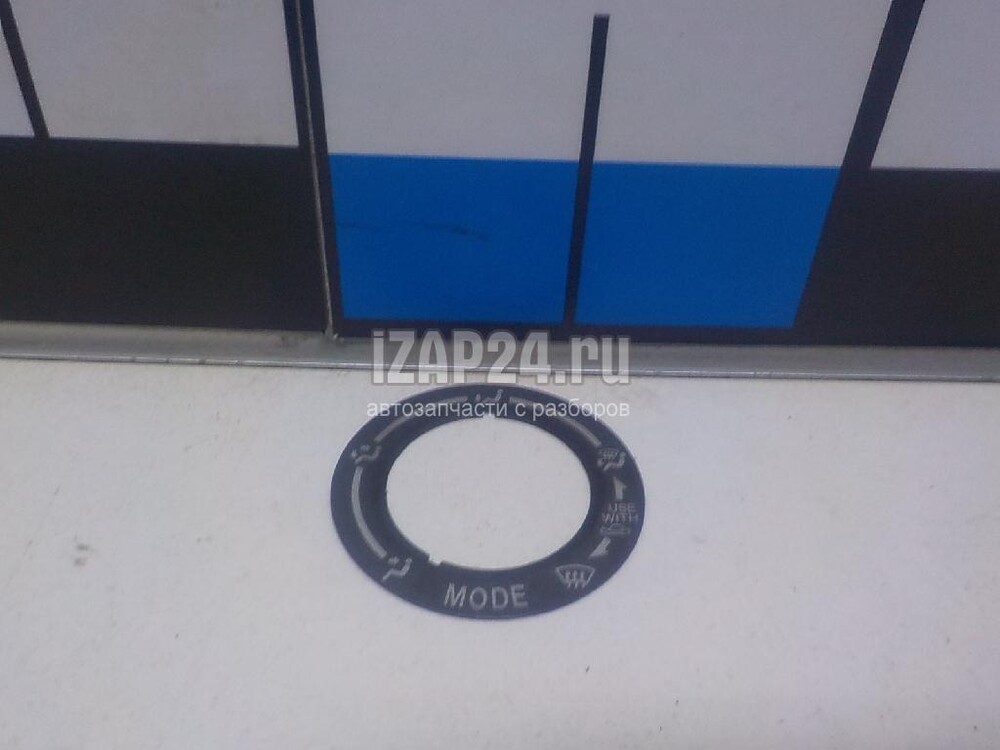 iZAP24.ru
автозапчасти с разборов
USE
WITH
MODE